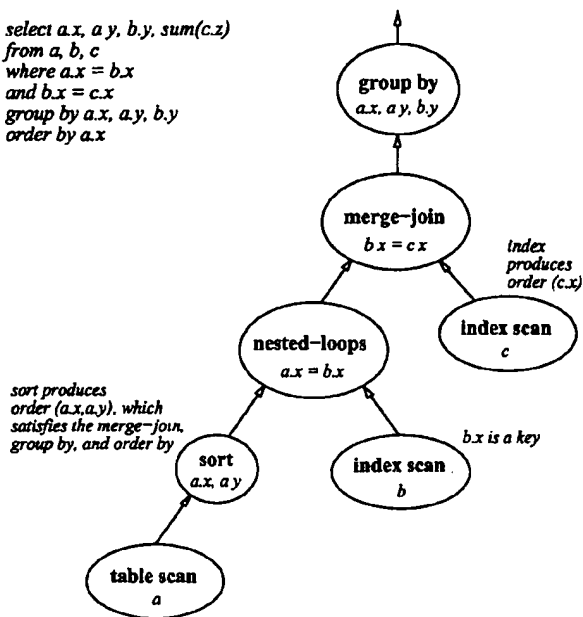 select a.x, a y, b.y, sum(c.z)
from a, b, c
where a.x = b.x
and b.x = c.x
group by a.x, a.y, b.y
order by a.x
group by
a.x, a y, b.y
merge-join
b x = c x
index
produces
order (c.x)
index scan
c
nested-loops
a.x = b.x
sort produces
order (a.x,a.y), which
satisfies the merge-join,
group by, and order by
sort
a.x, a y
index scan
b
b.x is a key
table scan
a